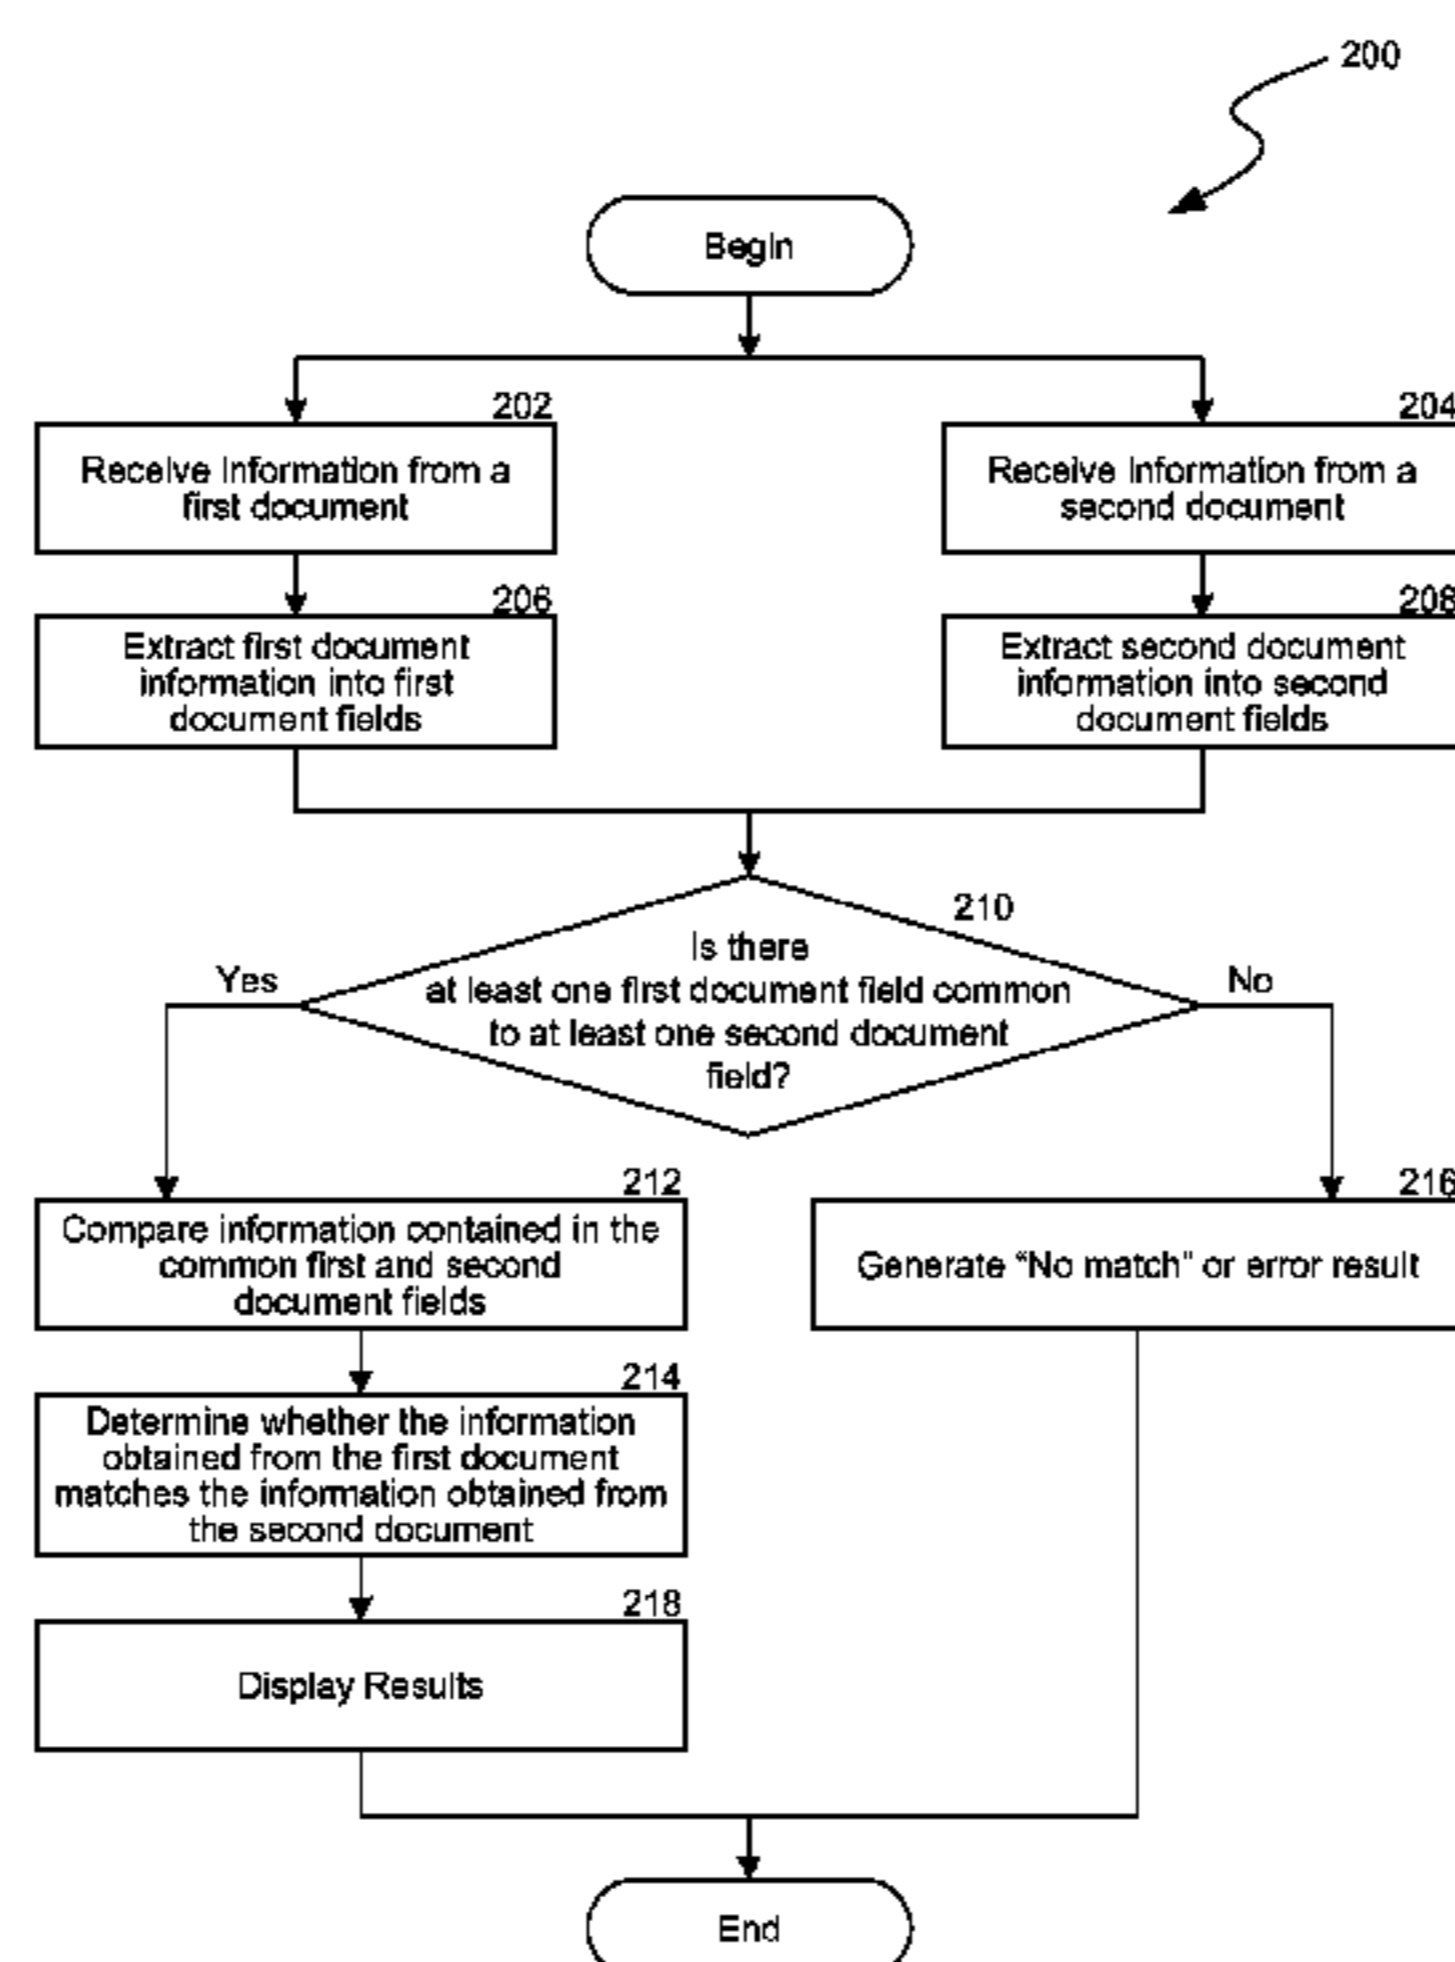 200
Begin
202
Receive information from a
first document
204
Receive information from a
second document
206
Extract first document
information into first
document fields
208
Extract second document
information into second
document fields
210
Is there
at least one first document field common
to at least one second document
field?
Yes
No
212
Compare information contained in the
common first and second
document fields
216
Generate “No match” or error result
214
Determine whether the information
obtained from the first document
matches the information obtained from
the second document
218
Display Results
End